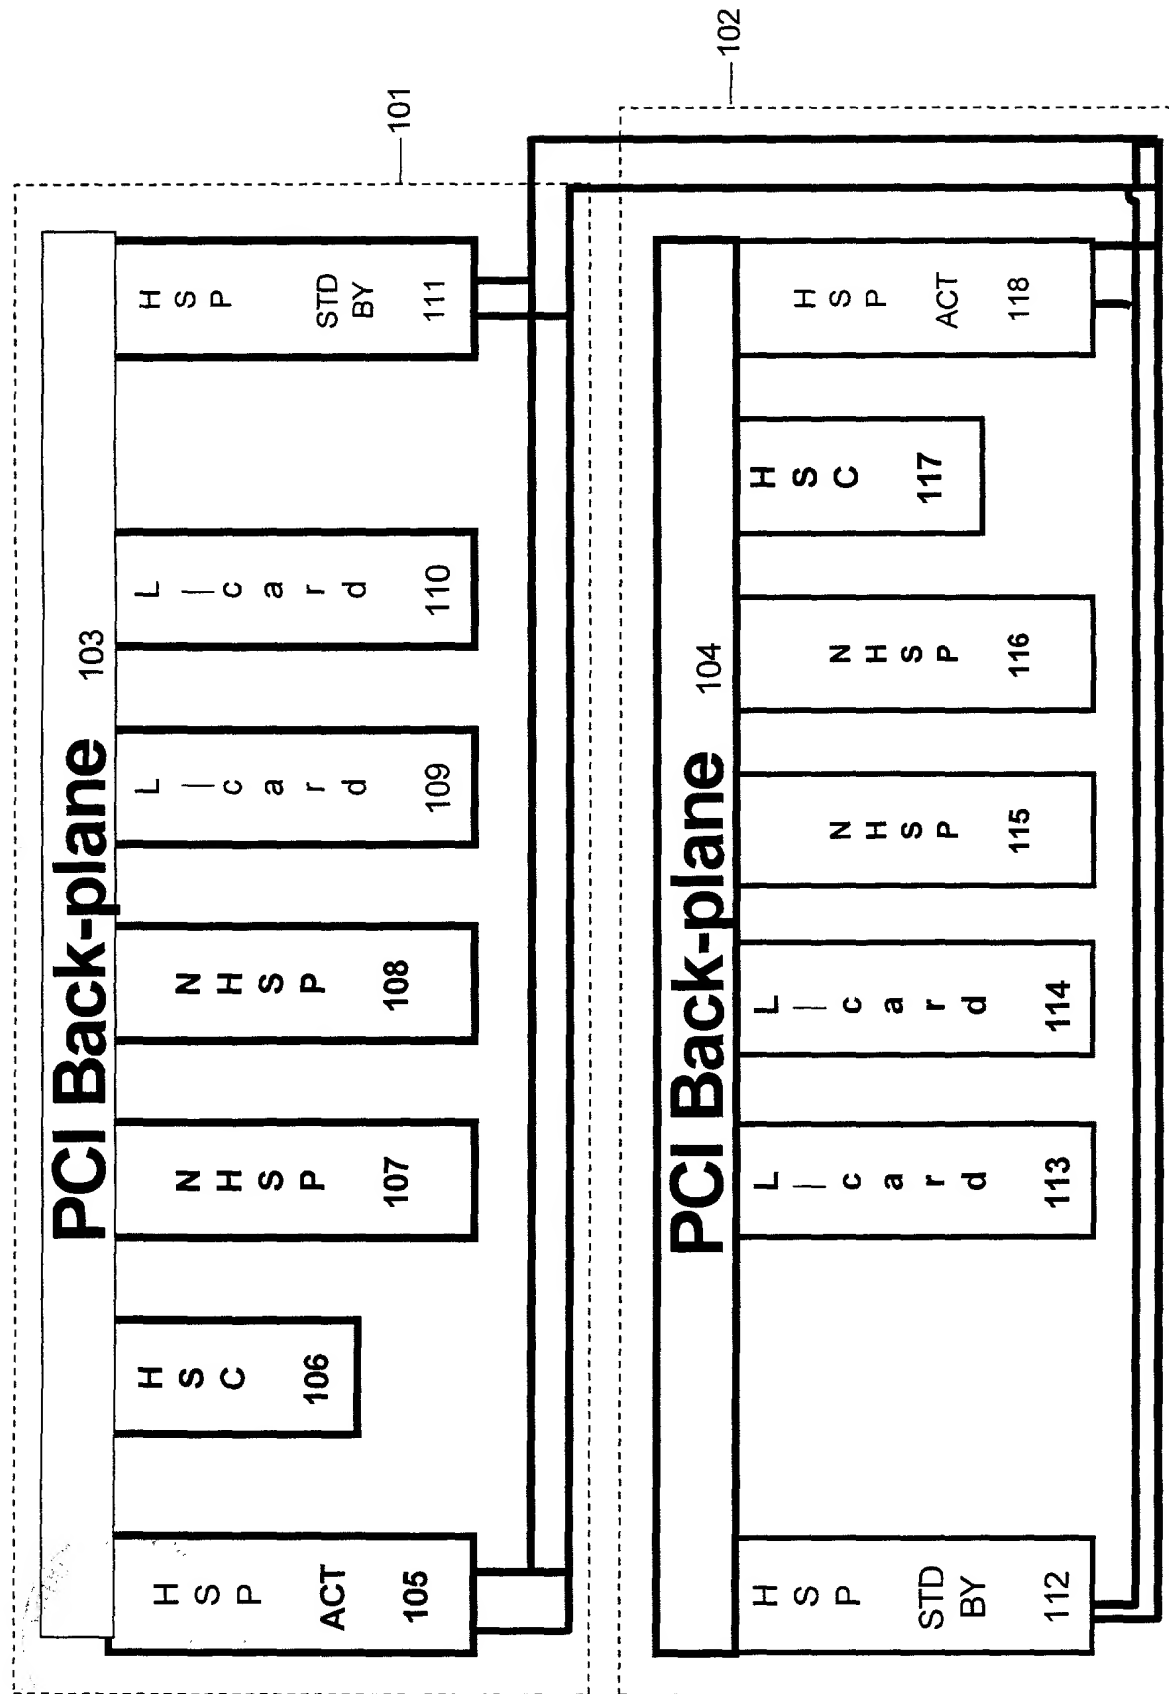 101
PCI Back-plane 103
H S P ACT 105
H S C 106
N H S P 107
N H S P 108
L | c a r d 109
L | c a r d 110
H S P STD BY 111
102
PCI Back-plane 104
H S P STD BY 112
L | c a r d 113
L | c a r d 114
N H S P 115
N H S P 116
H S C 117
H S P ACT 118